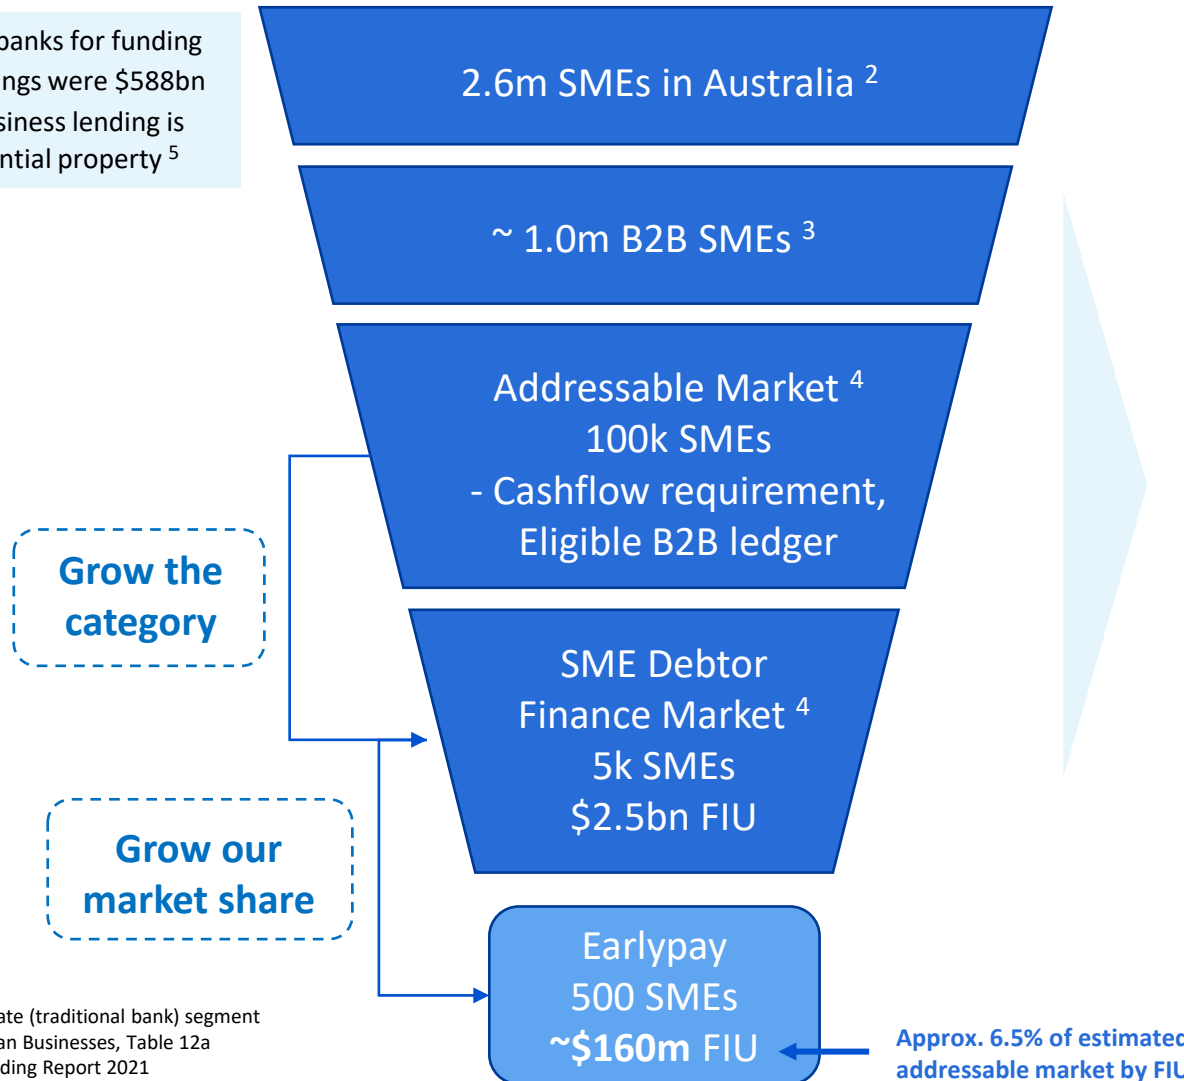 banks for funding
ngs were $588bn
siness lending is
ntial property 5
2.6m SMEs in Australia 2
~ 1.0m B2B SMEs 3
Addressable Market 4
100k SMEs
- Cashflow requirement,
Eligible B2B ledger
Grow the
category
SME Debtor
Finance Market 4
5k SMEs
$2.5bn FIU
Grow our
market share
Earlypay
500 SMEs
~$160m FIU
ate (traditional bank) segment
an Businesses, Table 12a
ding Report 2021
Approx. 6.5% of estimated
addressable market by FIU